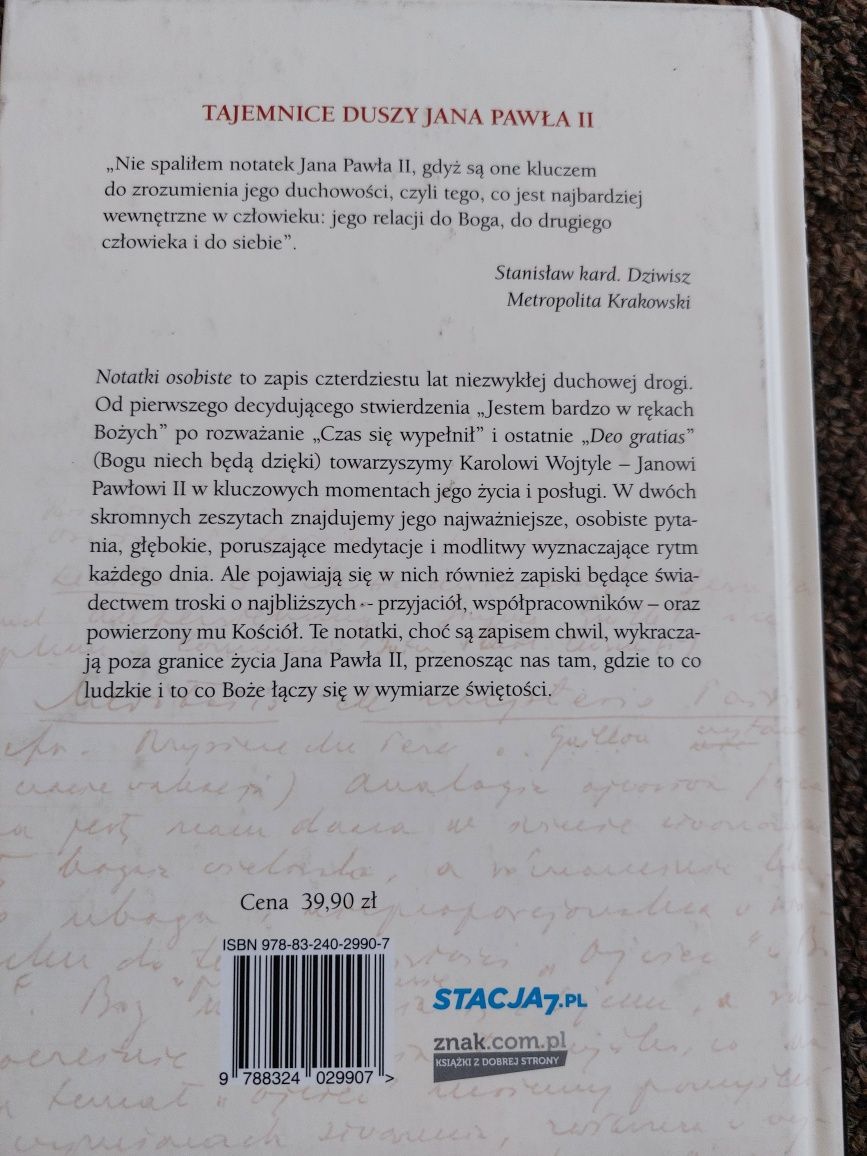 TAJEMNICE DUSZY JANA PAWŁA II
„Nie spaliłem notatek Jana Pawła II, gdyż są one kluczem
do zrozumienia jego duchowości, czyli tego, co jest najbardziej
wewnętrzne w człowieku: jego relacji do Boga, do drugiego
człowieka i do siebie”.
Stanisław kard. Dziwisz
Metropolita Krakowski
Notatki osobiste to zapis czterdziestu lat niezwykłej duchowej drogi.
Od pierwszego decydującego stwierdzenia „Jestem bardzo w rękach
Bożych” po rozważanie „Czas się wypełnił” i ostatnie „Deo gratias”
(Bogu niech będą dzięki) towarzyszymy Karolowi Wojtyle – Janowi
Pawłowi II w kluczowych momentach jego życia i posługi. W dwóch
skromnych zeszytach znajdujemy jego najważniejsze, osobiste pyta-
nia, głębokie, poruszające medytacje i modlitwy wyznaczające rytm
każdego dnia. Ale pojawiają się w nich również zapiski będące świa-
dectwem troski o najbliższych – przyjaciół, współpracowników – oraz
powierzony mu Kościół. Te notatki, choć są zapisem chwil, wykracza-
ją poza granice życia Jana Pawła II, przenosząc nas tam, gdzie to co
ludzkie i to co Boże łączy się w wymiarze świętości.
Cena 39,90 zł
ISBN 978-83-240-2990-7
9 788324 029907 >
STACJA7.PL
znak.com.pl
KSIĄŻKI Z DOBREJ STRONY